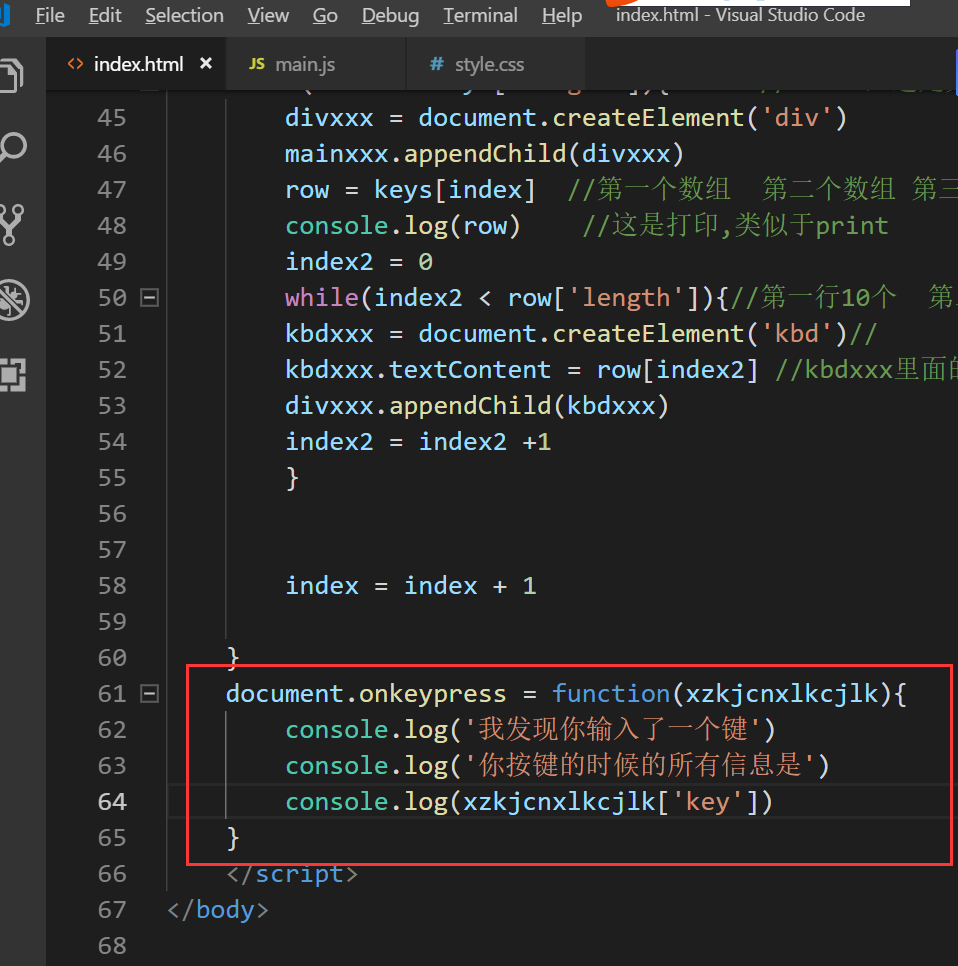 File Edit Selection View Go Debug Terminal Help index.html - Visual Studio Code
<> index.html × JS main.js # style.css
45 divxxx = document.createElement('div')
46 mainxxx.appendChild(divxxx)
47 row = keys[index] //第一个数组 第二个数组 第三
48 console.log(row) //这是打印,类似于print
49 index2 = 0
50 while(index2 < row['length']){//第一行10个 第
51 kbdxxx = document.createElement('kbd')//
52 kbdxxx.textContent = row[index2] //kbdxxx里面的
53 divxxx.appendChild(kbdxxx)
54 index2 = index2 +1
55 }
56
57
58 index = index + 1
59
60 }
61 document.onkeypress = function(xzkjcnxlkcjlk){
62 console.log('我发现你输入了一个键')
63 console.log('你按键的时候的所有信息是')
64 console.log(xzkjcnxlkcjlk['key'])
65 }
66 </script>
67 </body>
68